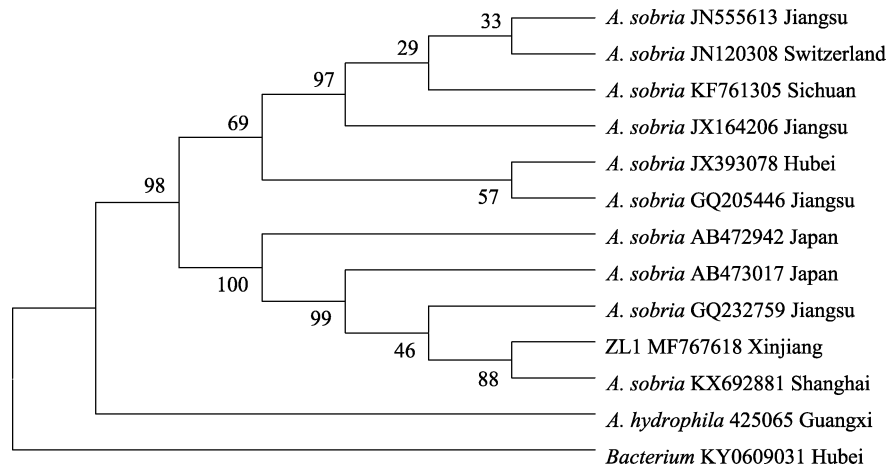 33
A. sobria JN555613 Jiangsu
29
A. sobria JN120308 Switzerland
97
A. sobria KF761305 Sichuan
69
A. sobria JX164206 Jiangsu
98
A. sobria JX393078 Hubei
57
A. sobria GQ205446 Jiangsu
A. sobria AB472942 Japan
100
A. sobria AB473017 Japan
99
A. sobria GQ232759 Jiangsu
46
ZL1 MF767618 Xinjiang
88
A. sobria KX692881 Shanghai
A. hydrophila 425065 Guangxi
Bacterium KY0609031 Hubei